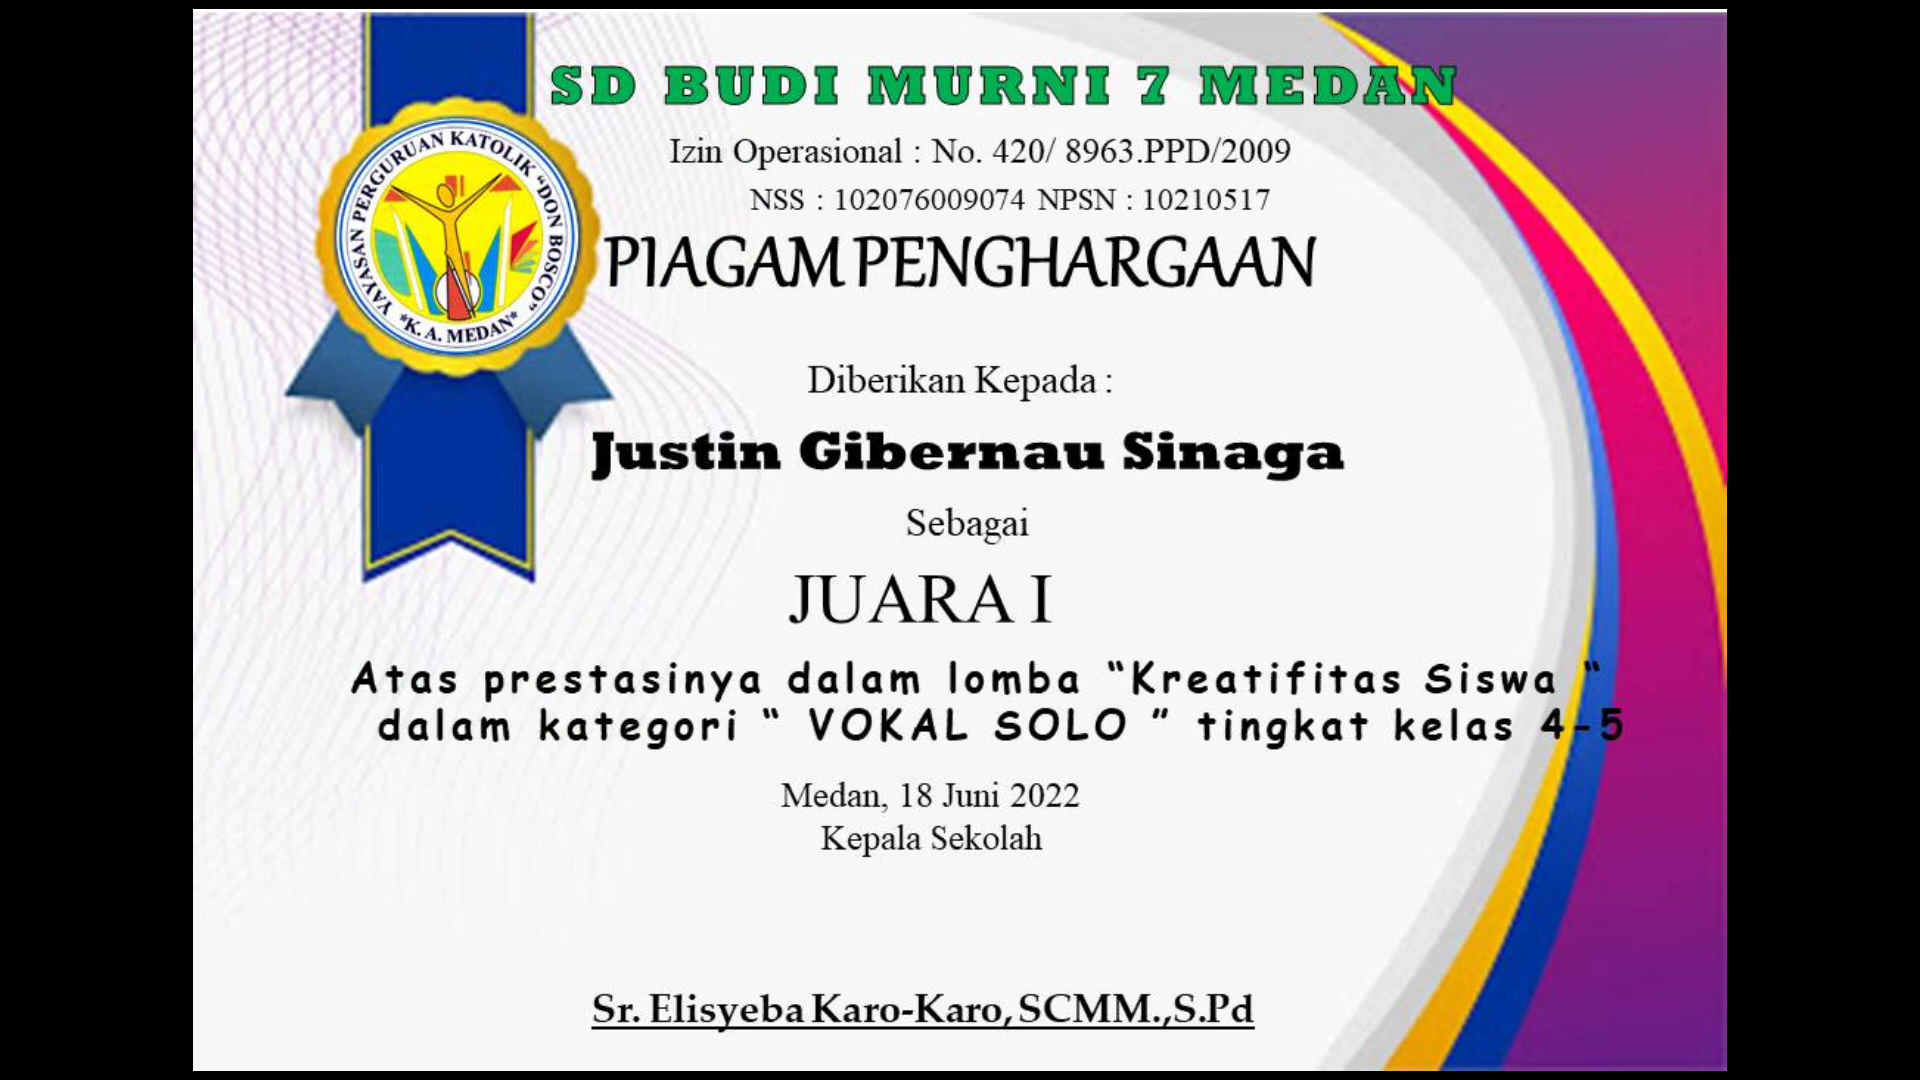 SD BUDI MURNI 7 MEDAN
Izin Operasional : No. 420/ 8963.PPD/2009
NSS : 102076009074 NPSN : 10210517
YAYASAN PERGURUAN KATOLIK "DON BOSCO"
*K. A. MEDAN*
PIAGAM PENGHARGAAN
Diberikan Kepada :
Justin Gibernau Sinaga
Sebagai
JUARA I
Atas prestasinya dalam lomba “Kreatifitas Siswa “
dalam kategori “ VOKAL SOLO ” tingkat kelas 4-5
Medan, 18 Juni 2022
Kepala Sekolah
Sr. Elisyeba Karo-Karo, SCMM.,S.Pd